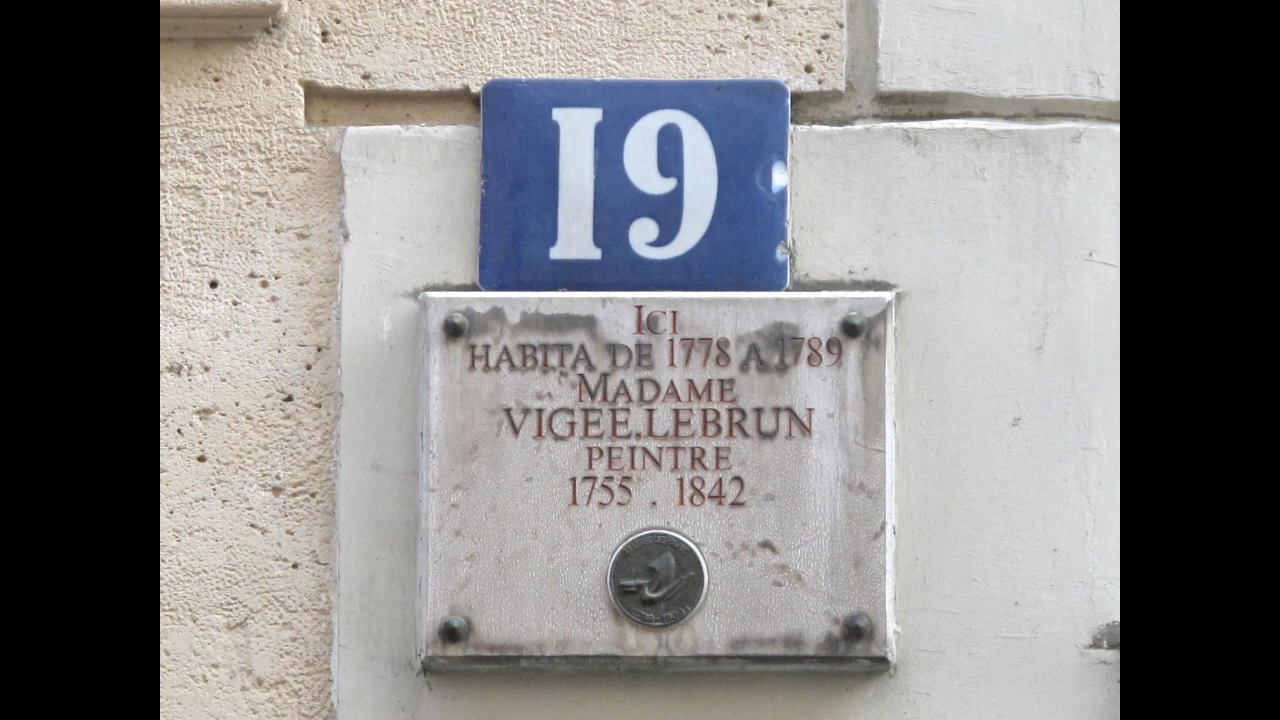 19
ICI
HABITA DE 1778 A 1789
MADAME
VIGEE.LEBRUN
PEINTRE
1755 . 1842